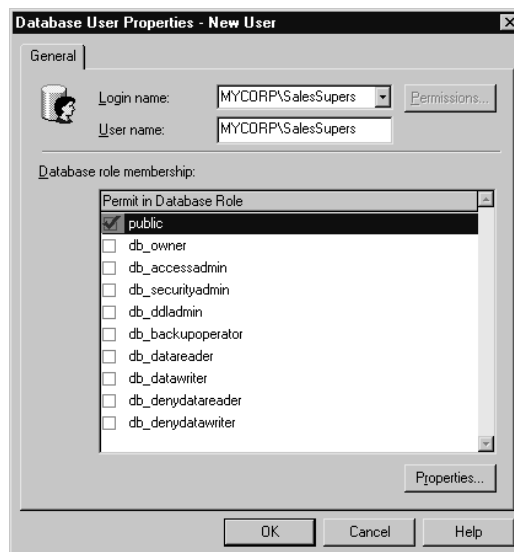 Database User Properties - New User
General
Login name: MYCORP\SalesSupers Permissions...
User name: MYCORP\SalesSupers
Database role membership:
Permit in Database Role
public
db_owner
db_accessadmin
db_securityadmin
db_ddladmin
db_backupoperator
db_datareader
db_datawriter
db_denydatareader
db_denydatawriter
Properties...
OK Cancel Help